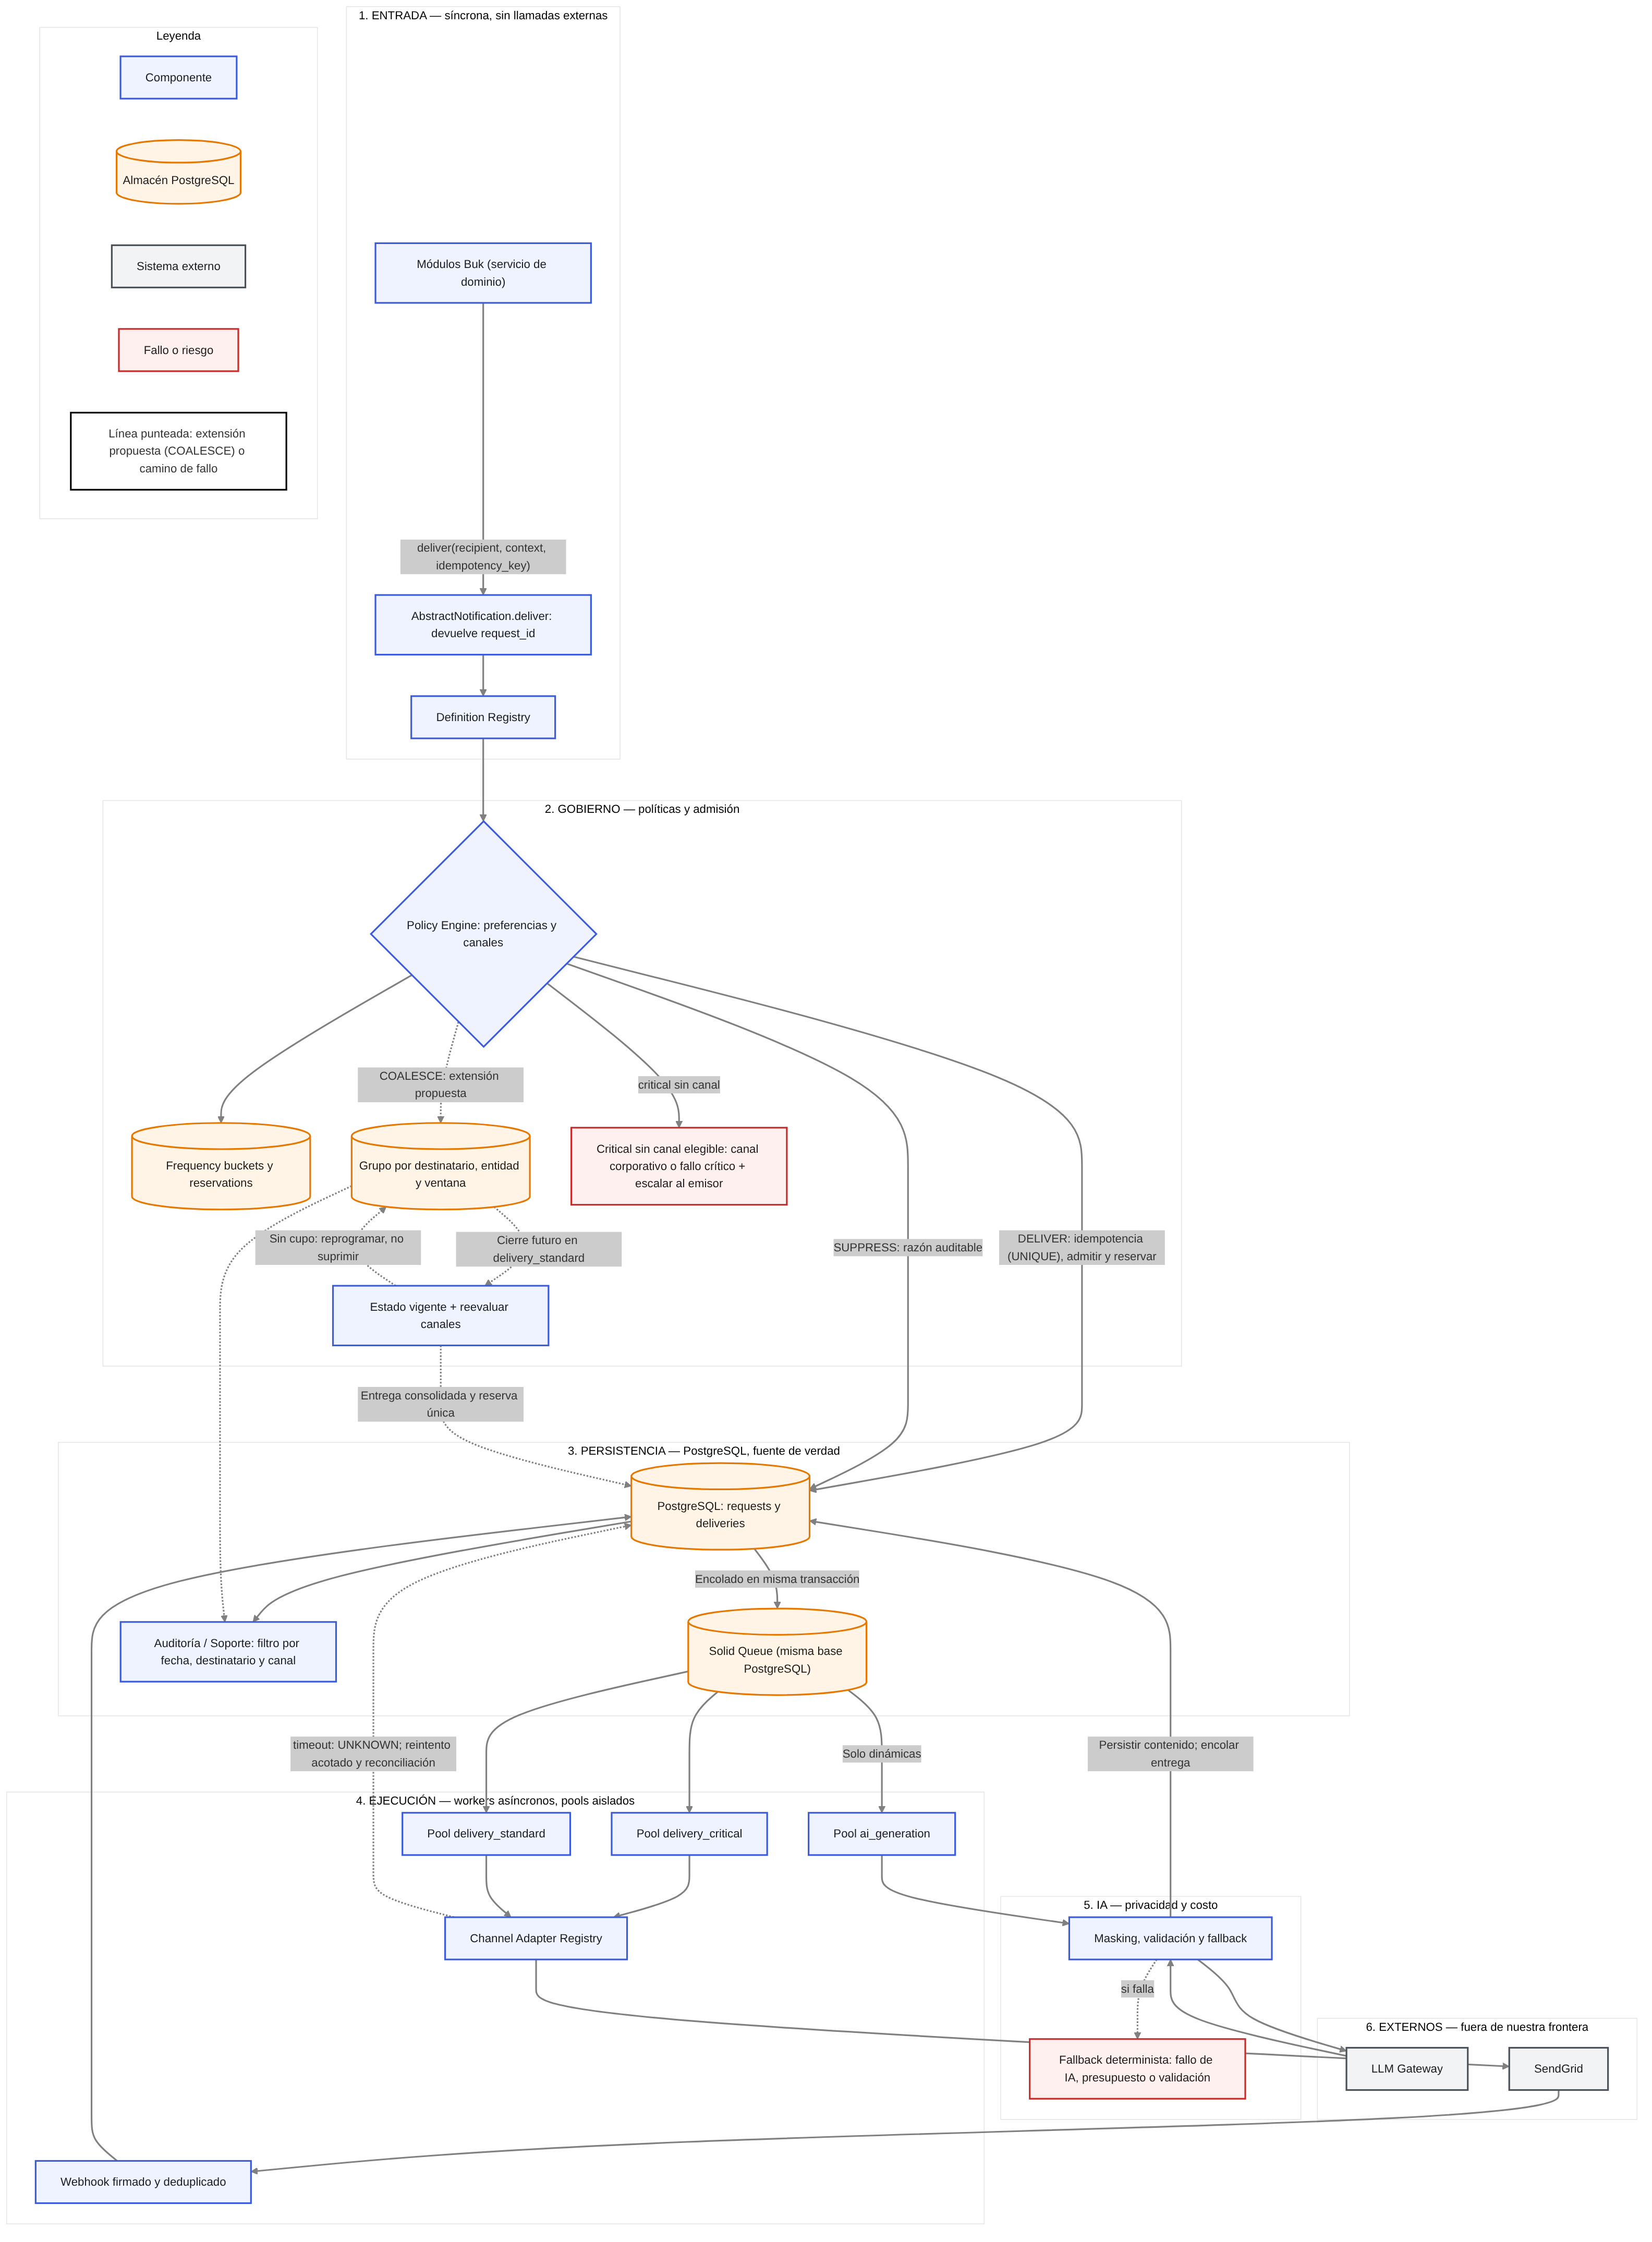 1. ENTRADA — síncrona, sin llamadas externas
Leyenda
Componente
Almacén PostgreSQL
Sistema externo
Fallo o riesgo
Línea punteada: extensión
propuesta (COALESCE) o
camino de fallo
Módulos Buk (servicio de
dominio)
deliver(recipient, context,
idempotency_key)
AbstractNotification.deliver:
devuelve request_id
Definition Registry
2. GOBIERNO — políticas y admisión
Policy Engine: preferencias y
canales
COALESCE: extensión
propuesta
critical sin canal
Frequency buckets y
reservations
Grupo por destinatario, entidad
y ventana
Critical sin canal elegible: canal
corporativo o fallo crítico +
escalar al emisor
Sin cupo: reprogramar, no
suprimir
Cierre futuro en
delivery_standard
SUPPRESS: razón auditable
DELIVER: idempotencia
(UNIQUE), admitir y reservar
Estado vigente + reevaluar
canales
Entrega consolidada y reserva
única
3. PERSISTENCIA — PostgreSQL, fuente de verdad
PostgreSQL: requests y
deliveries
Encolado en misma transacción
Auditoría / Soporte: filtro por
fecha, destinatario y canal
Solid Queue (misma base
PostgreSQL)
timeout: UNKNOWN; reintento
acotado y reconciliación
Solo dinámicas
Persistir contenido; encolar
entrega
4. EJECUCIÓN — workers asíncronos, pools aislados
Pool delivery_standard
Pool delivery_critical
Pool ai_generation
5. IA — privacidad y costo
Channel Adapter Registry
Masking, validación y fallback
si falla
6. EXTERNOS — fuera de nuestra frontera
Fallback determinista: fallo de
IA, presupuesto o validación
LLM Gateway
SendGrid
Webhook firmado y deduplicado